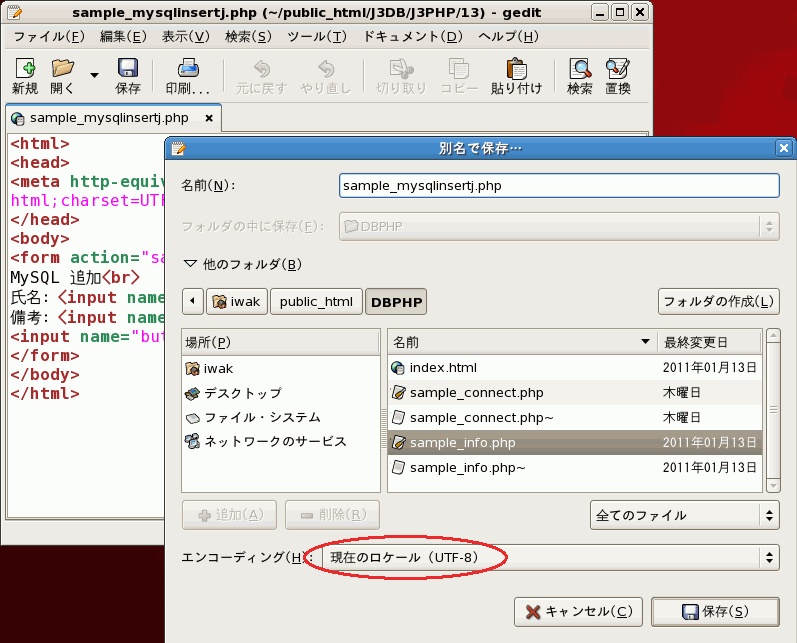 sample_mysqlinsertj.php (~/public_html/J3DB/J3PHP/13) - gedit
ファイル(F) 編集(E) 表示(V) 検索(S) ツール(T) ドキュメント(D) ヘルプ(H)
新規 開く 保存 印刷... 元に戻す やり直し 切り取り コピー 貼り付け 検索 置換
sample_mysqlinsertj.php
<html>
<head>
<meta http-equiv
html;charset=UTF
</head>
<body>
<form action="sa
MySQL 追加<br>
氏名: <input name
備考: <input name
<input name="but
</form>
</body>
</html>
別名で保存…
名前(N): sample_mysqlinsertj.php
フォルダの中に保存(F): DBPHP
他のフォルダ(B)
iwak public_html DBPHP フォルダの作成(L)
場所(P) 名前 最終変更日
iwak
デスクトップ
ファイル・システム
ネットワークのサービス
index.html 2011年01月13日
sample_connect.php 木曜日
sample_connect.php~ 木曜日
sample_info.php 2011年01月13日
sample_info.php~ 2011年01月13日
追加(A) 削除(R) 全てのファイル
エンコーディング(H): 現在のロケール (UTF-8)
キャンセル(C) 保存(S)